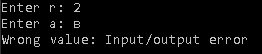 Enter r: 2
Enter a: в
Wrong value: Input/output error